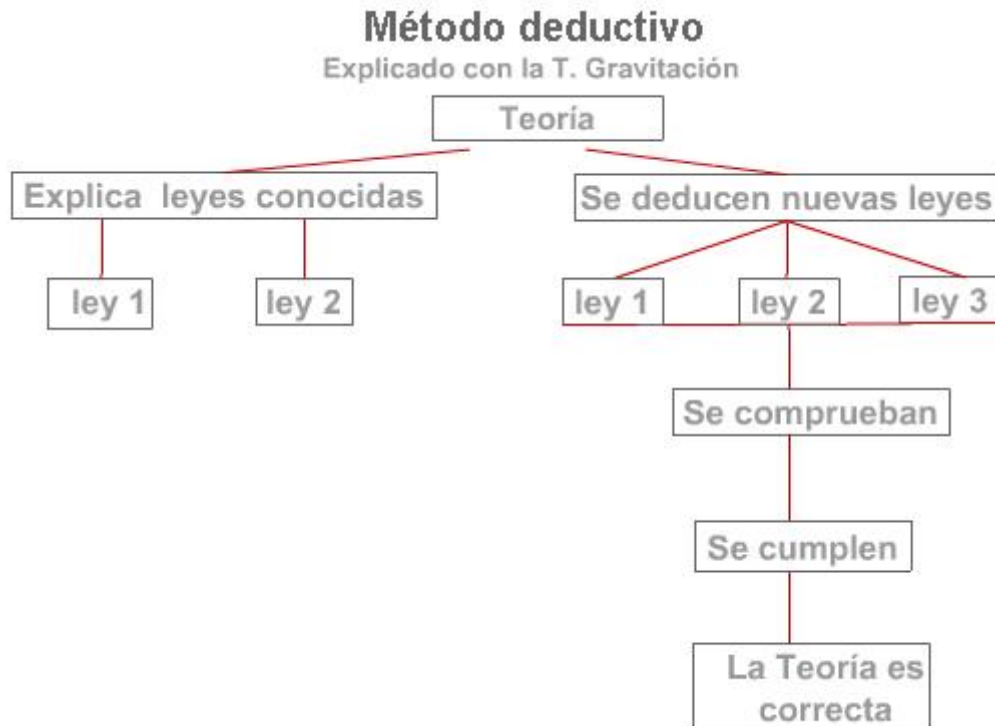 Método deductivo
Explicado con la T. Gravitación
Teoría
Explica leyes conocidas
Se deducen nuevas leyes
ley 1
ley 2
ley 1
ley 2
ley 3
Se comprueban
Se cumplen
La Teoría es
correcta